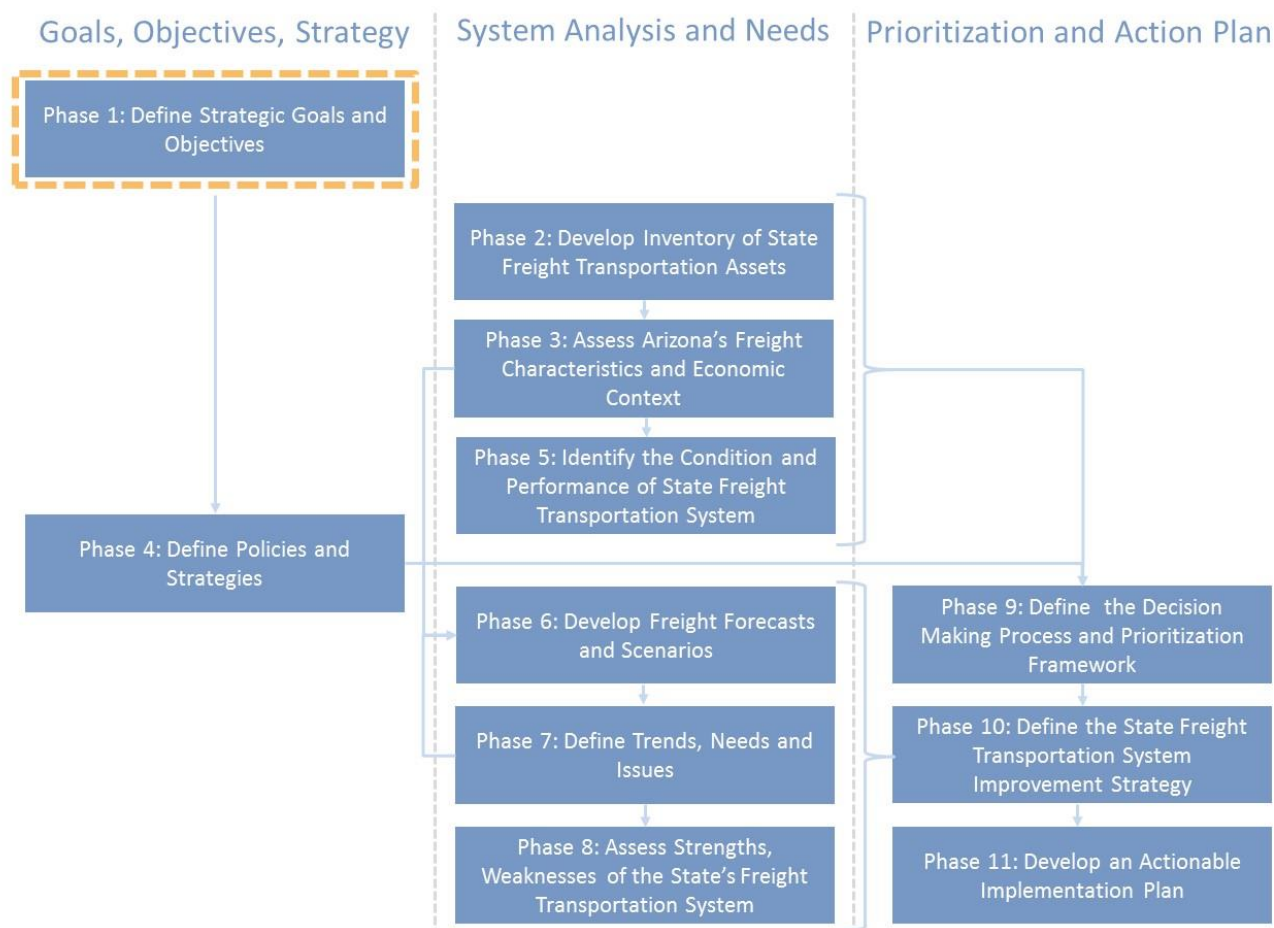 Goals, Objectives, Strategy
System Analysis and Needs
Prioritization and Action Plan
Phase 1: Define Strategic Goals and
Objectives
Phase 2: Develop Inventory of State
Freight Transportation Assets
Phase 3: Assess Arizona's Freight
Characteristics and Economic
Context
Phase 5: Identify the Condition and
Performance of State Freight
Transportation System
Phase 4: Define Policies and
Strategies
Phase 6: Develop Freight Forecasts
and Scenarios
Phase 7: Define Trends, Needs and
Issues
Phase 8: Assess Strengths,
Weaknesses of the State's Freight
Transportation System
Phase 9: Define the Decision
Making Process and Prioritization
Framework
Phase 10: Define the State Freight
Transportation System
Improvement Strategy
Phase 11: Develop an Actionable
Implementation Plan